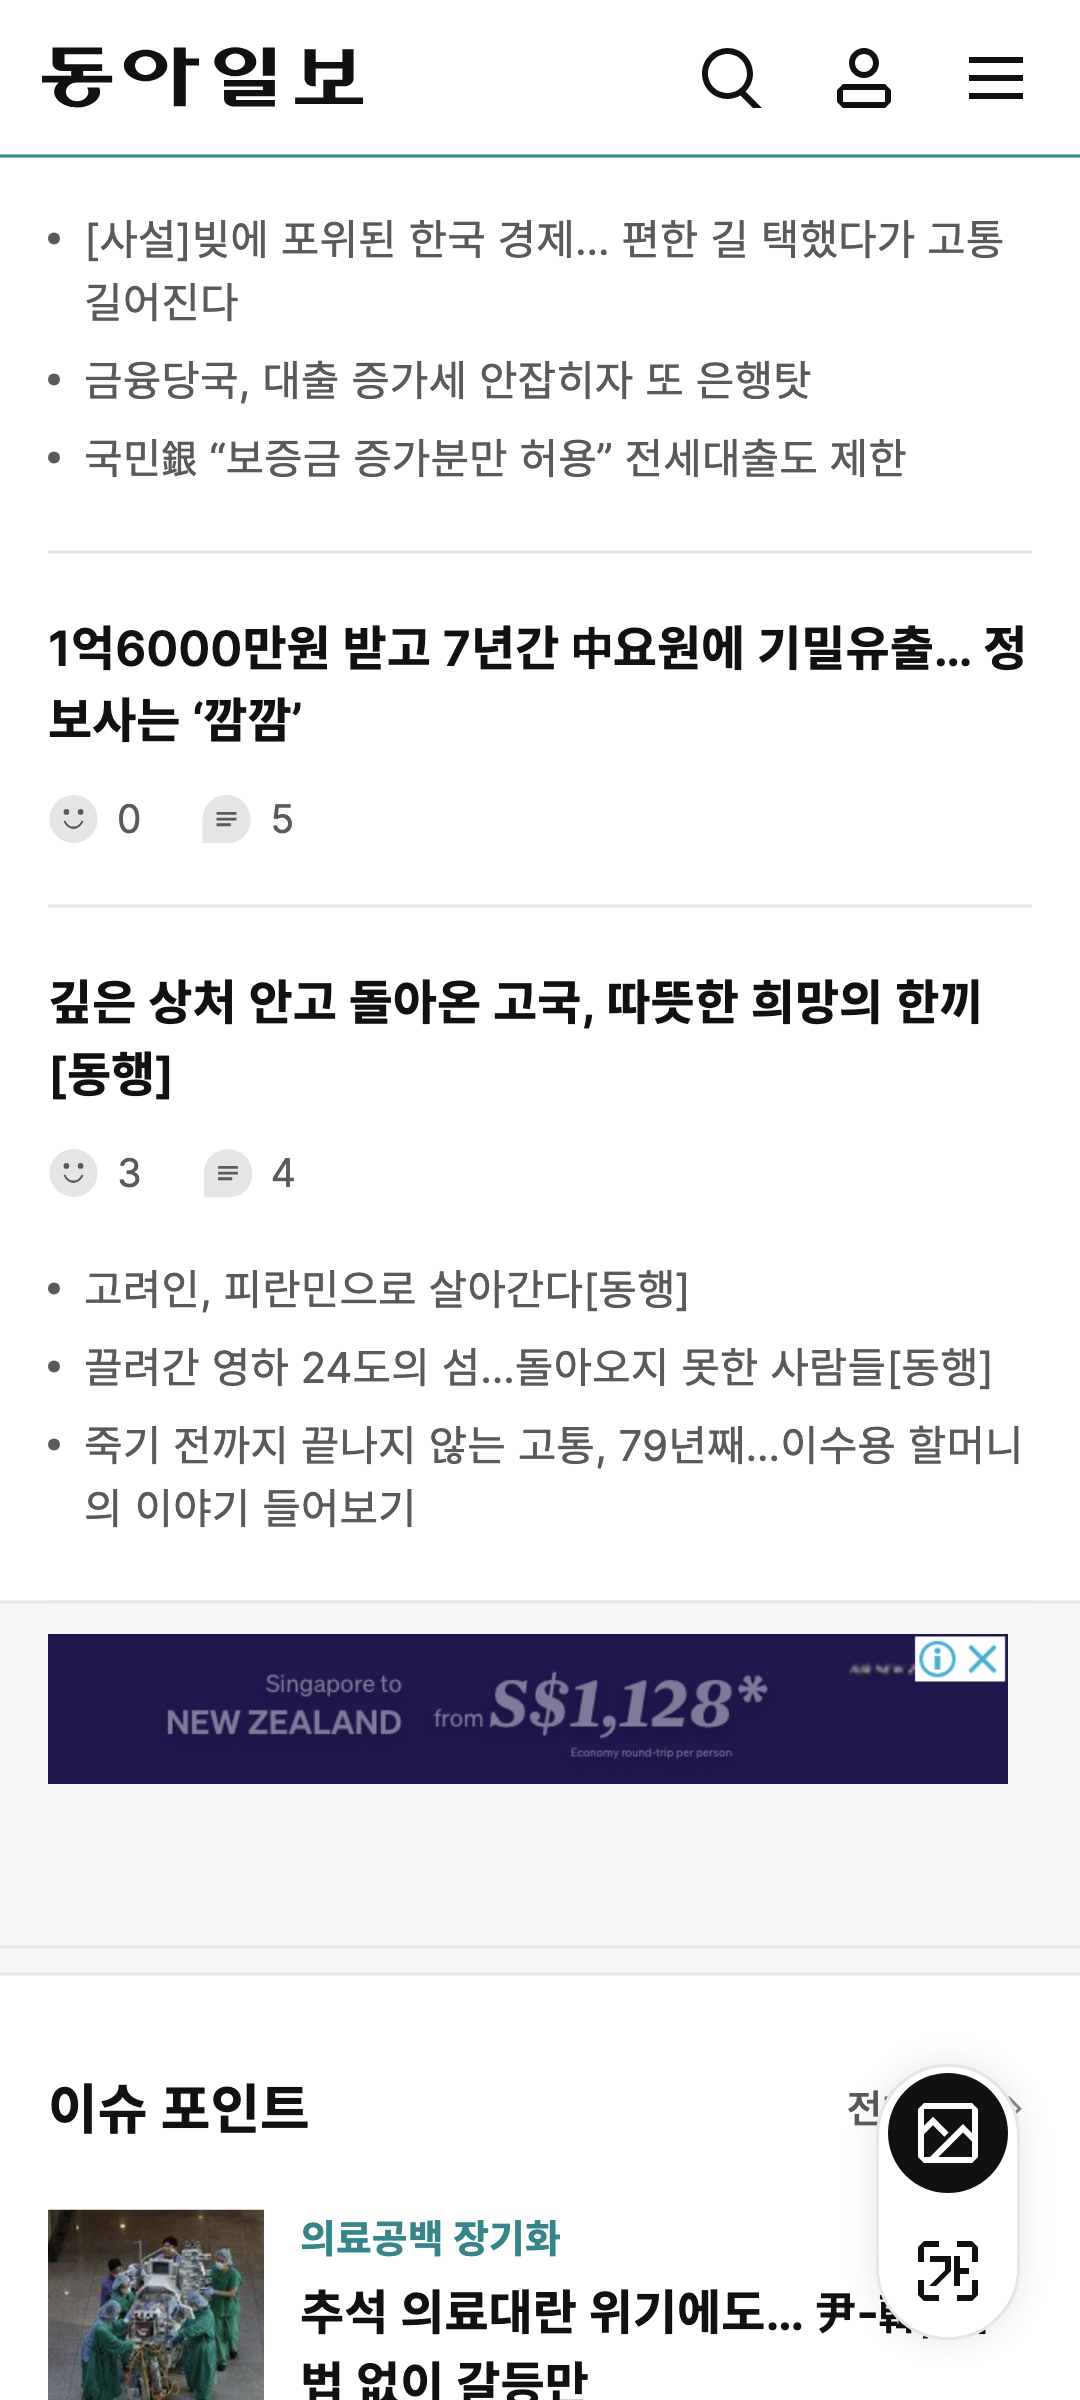 동아일보
• [사설]빚에 포위된 한국 경제… 편한 길 택했다가 고통
길어진다
• 금융당국, 대출 증가세 안잡히자 또 은행탓
• 국민銀 “보증금 증가분만 허용” 전세대출도 제한
1억6000만원 받고 7년간 中요원에 기밀유출… 정
보사는 ‘깜깜’
0 5
깊은 상처 안고 돌아온 고국, 따뜻한 희망의 한끼
[동행]
3 4
• 고려인, 피란민으로 살아간다[동행]
• 끌려간 영하 24도의 섬…돌아오지 못한 사람들[동행]
• 죽기 전까지 끝나지 않는 고통, 79년째…이수용 할머니
의 이야기 들어보기
Singapore to
NEW ZEALAND
from S$1,128*
Economy round-trip per person
이슈 포인트
가
의료공백 장기화
추석 의료대란 위기에도… 尹-
법 없이 갈등만